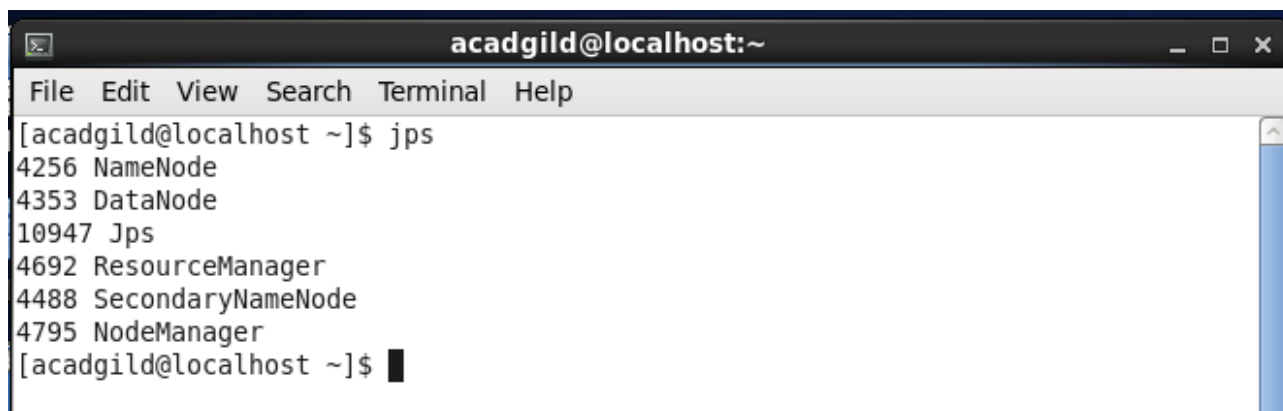 acadgild@localhost:~
File Edit View Search Terminal Help
[acadgild@localhost ~]$ jps
4256 NameNode
4353 DataNode
10947 Jps
4692 ResourceManager
4488 SecondaryNameNode
4795 NodeManager
[acadgild@localhost ~]$